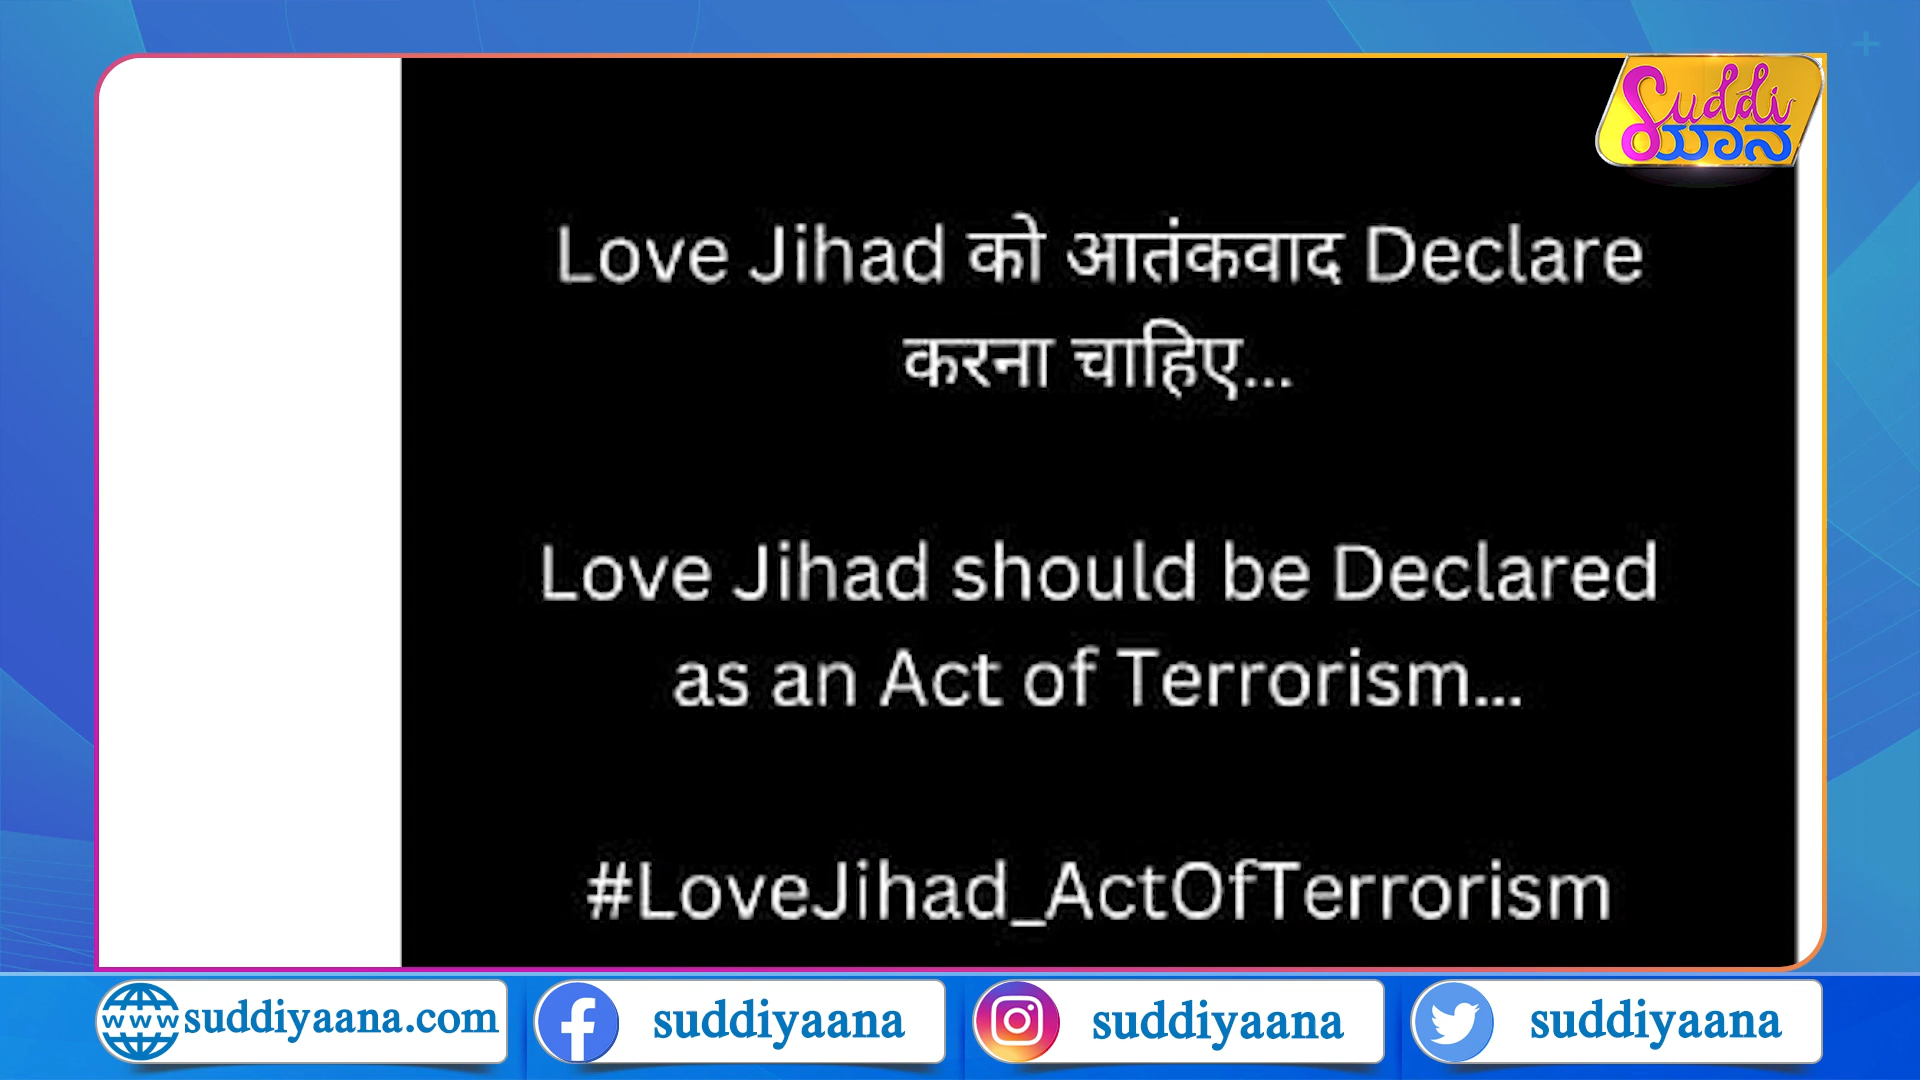 Suddi
ಯಾನ
Love Jihad को आतंकवाद Declare
करना चाहिए...
Love Jihad should be Declared
as an Act of Terrorism...
#LoveJihad_ActOfTerrorism
www suddiyaana.com
suddiyaana
suddiyaana
suddiyaana